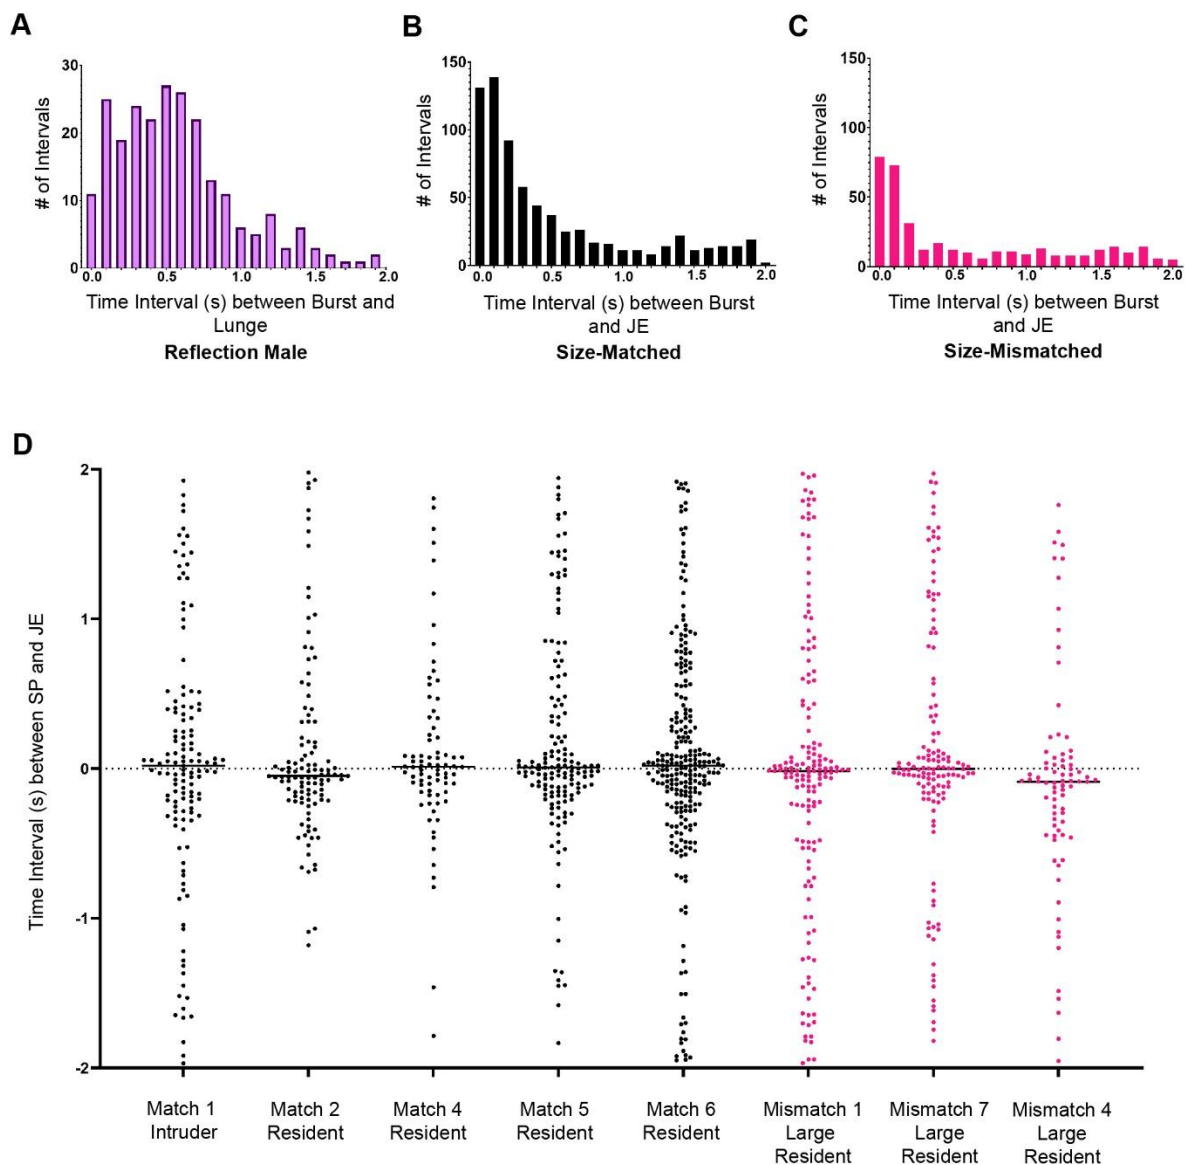 A
B
C
30
20
10
0
# of Intervals
0.0 0.5 1.0 1.5 2.0
Time Interval (s) between Burst and
Lunge
Reflection Male
150
100
50
0
# of Intervals
0.0 0.5 1.0 1.5 2.0
Time Interval (s) between Burst
and JE
Size-Matched
150
100
50
0
# of Intervals
0.0 0.5 1.0 1.5 2.0
Time Interval (s) between Burst
and JE
Size-Mismatched
D
2
1
0
-1
-2
Time Interval (s) between SP and JE
Match 1
Intruder
Match 2
Resident
Match 4
Resident
Match 5
Resident
Match 6
Resident
Mismatch 1
Large
Resident
Mismatch 7
Large
Resident
Mismatch 4
Large
Resident